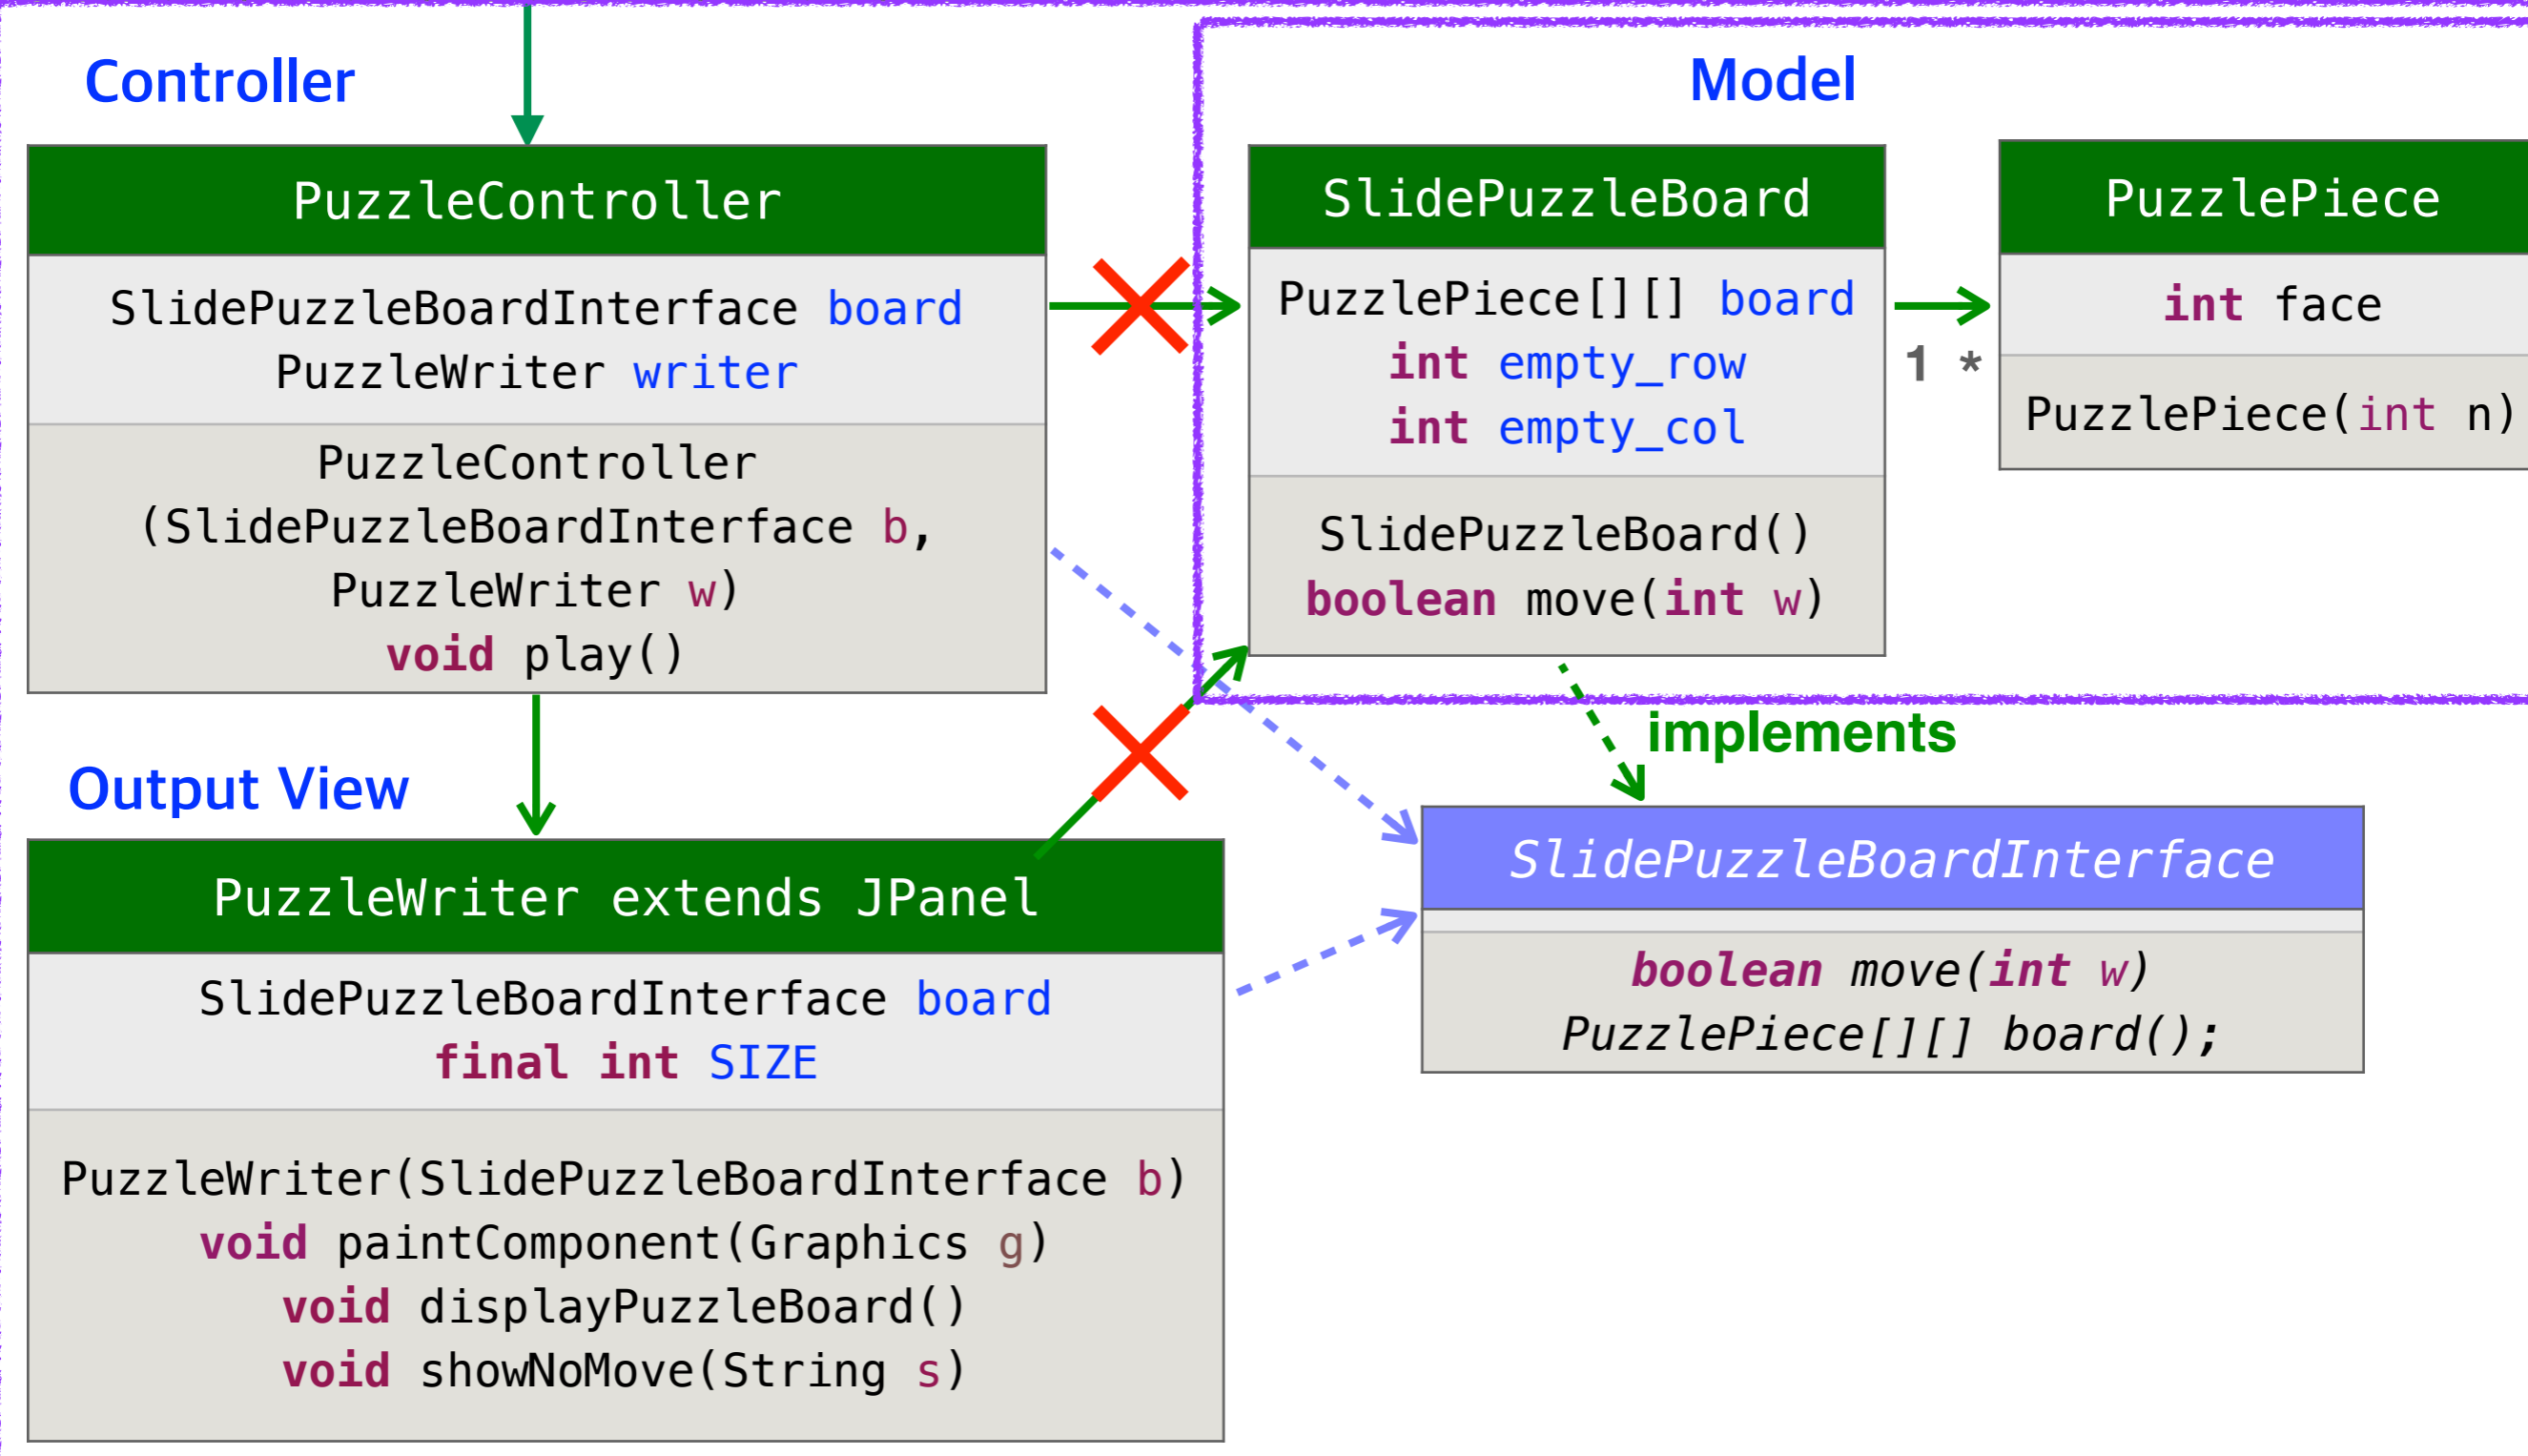 Controller
PuzzleController
SlidePuzzleBoardInterface board
PuzzleWriter writer
PuzzleController
(SlidePuzzleBoardInterface b,
PuzzleWriter w)
void play()
Model
SlidePuzzleBoard
PuzzlePiece[][] board
int empty_row
int empty_col
SlidePuzzleBoard()
boolean move(int w)
1 *
PuzzlePiece
int face
PuzzlePiece(int n)
implements
Output View
PuzzleWriter extends JPanel
SlidePuzzleBoardInterface board
final int SIZE
PuzzleWriter(SlidePuzzleBoardInterface b)
void paintComponent(Graphics g)
void displayPuzzleBoard()
void showNoMove(String s)
SlidePuzzleBoardInterface
boolean move(int w)
PuzzlePiece[][] board();